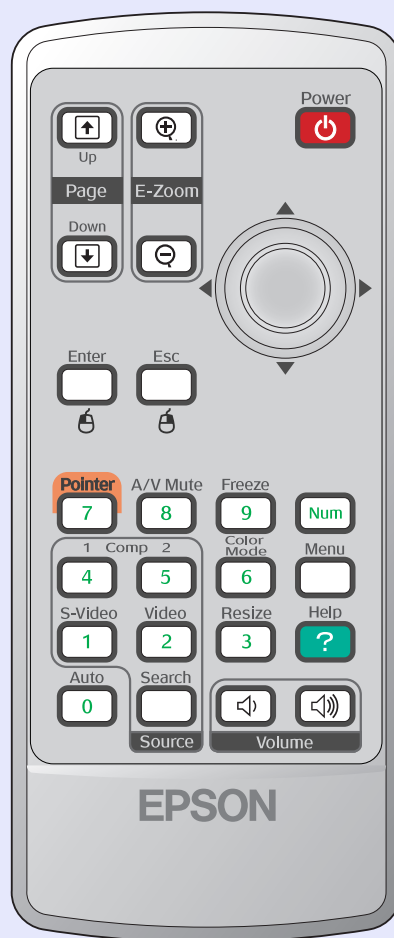 Power
Up
Page E-Zoom
Down
Enter Esc
Pointer A/V Mute Freeze
7 8 9 Num
1 Comp 2 Color Mode Menu
4 5 6
S-Video Video Resize Help
1 2 3 ?
Auto Search
0
Source Volume
EPSON